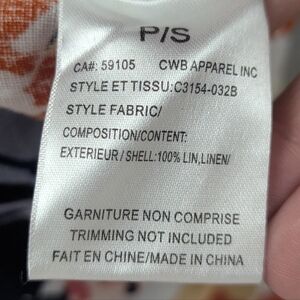 P/S
CA#: 59105 CWB APPAREL INC
STYLE ET TISSU:C3154-032B
STYLE FABRIC/
COMPOSITION/CONTENT:
EXTERIEUR/SHELL:100% LIN,LINEN/
GARNITURE NON COMPRISE
TRIMMING NOT INCLUDED
FAIT EN CHINE/MADE IN CHINA